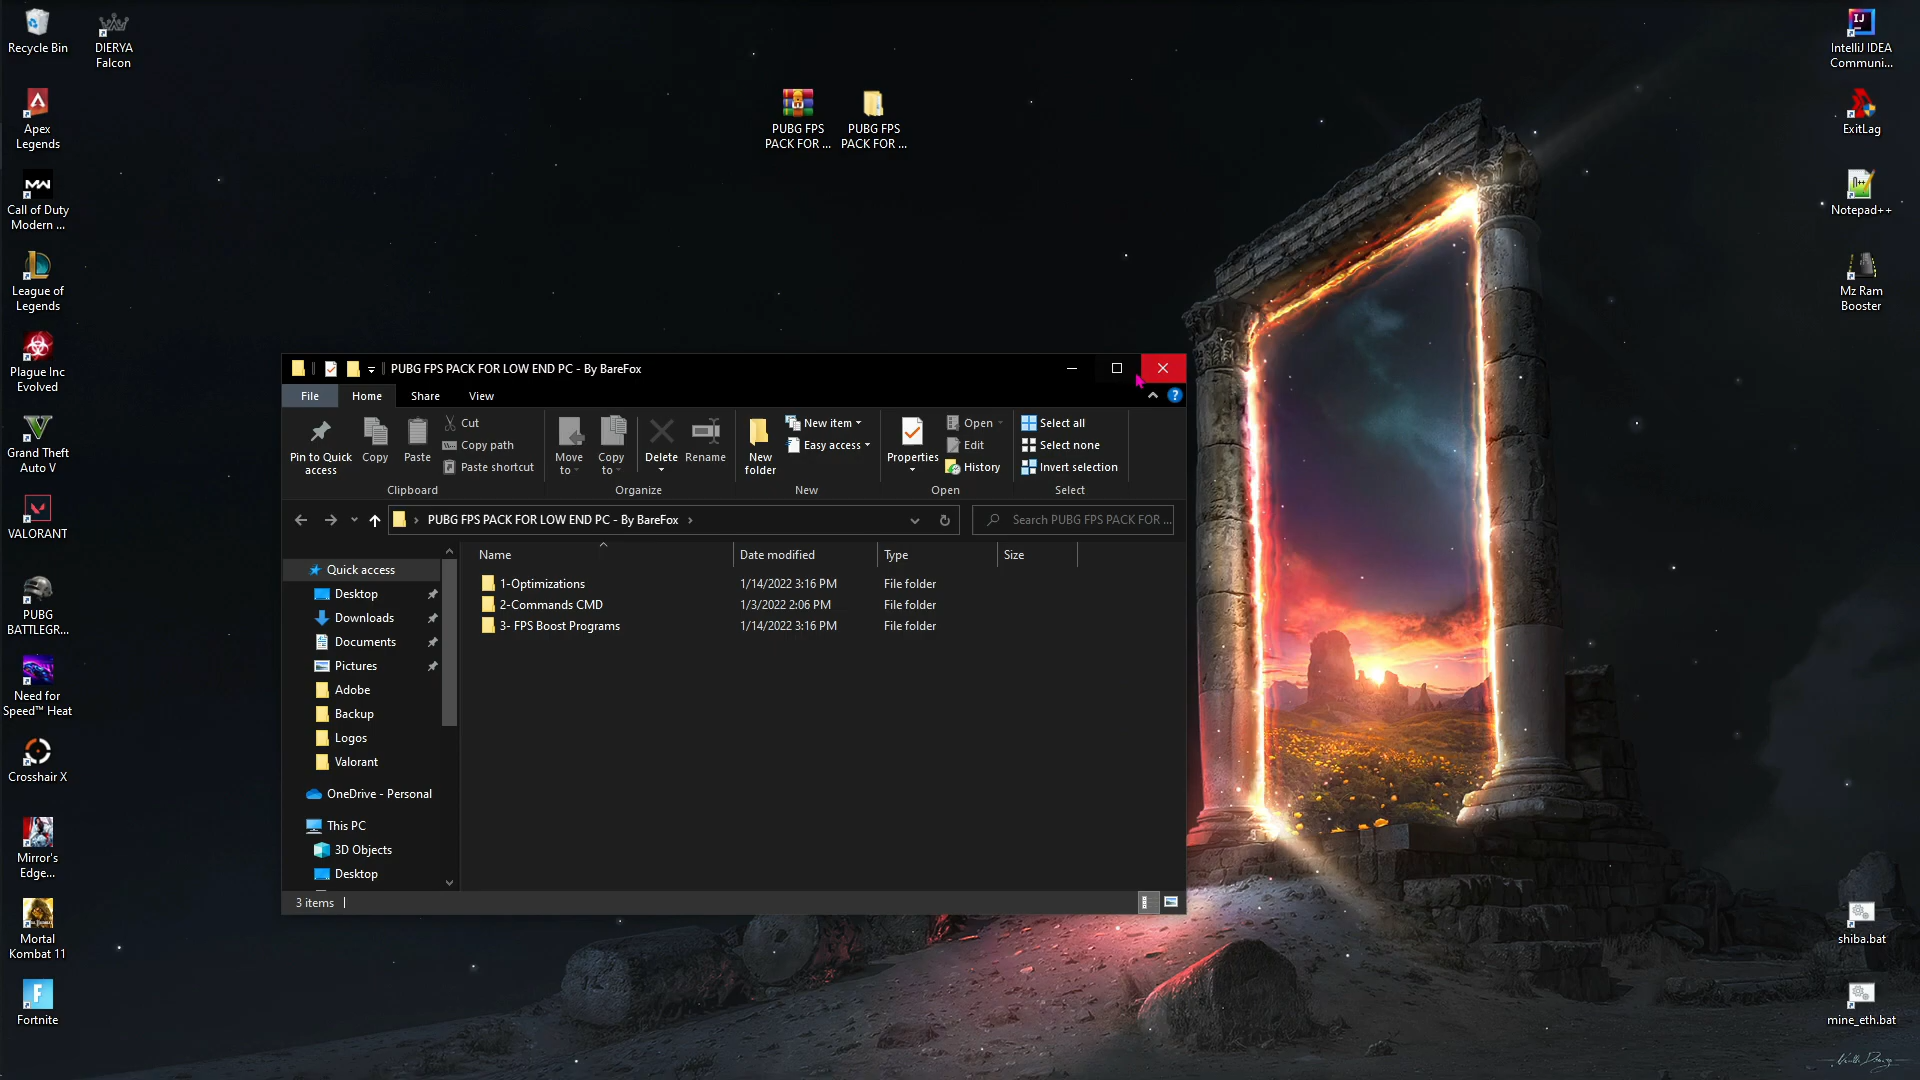 Recycle Bin
DIERYA
Falcon
Apex
Legends
Call of Duty
Modern ...
League of
Legends
Plague Inc
Evolved
Grand Theft
Auto V
VALORANT
PUBG
BATTLEGR...
Need for
Speed™ Heat
Crosshair X
Mirror's
Edge...
Mortal
Kombat 11
Fortnite
PUBG FPS
PACK FOR ...
PUBG FPS
PACK FOR ...
IntelliJ IDEA
Communi...
ExitLag
Notepad++
Mz Ram
Booster
shiba.bat
mine_eth.bat
PUBG FPS PACK FOR LOW END PC - By BareFox
File Home Share View
Pin to Quick
access
Copy
Paste
Cut
Copy path
Paste shortcut
Clipboard
Move
to
Copy
to
Delete
Rename
Organize
New
folder
New item
Easy access
New
Properties
Open
Edit
History
Open
Select all
Select none
Invert selection
Select
PUBG FPS PACK FOR LOW END PC - By BareFox
Search PUBG FPS PACK FOR ...
Quick access
Desktop
Downloads
Documents
Pictures
Adobe
Backup
Logos
Valorant
OneDrive - Personal
This PC
3D Objects
Desktop
Name Date modified Type Size
1-Optimizations 1/14/2022 3:16 PM File folder
2-Commands CMD 1/3/2022 2:06 PM File folder
3- FPS Boost Programs 1/14/2022 3:16 PM File folder
3 items